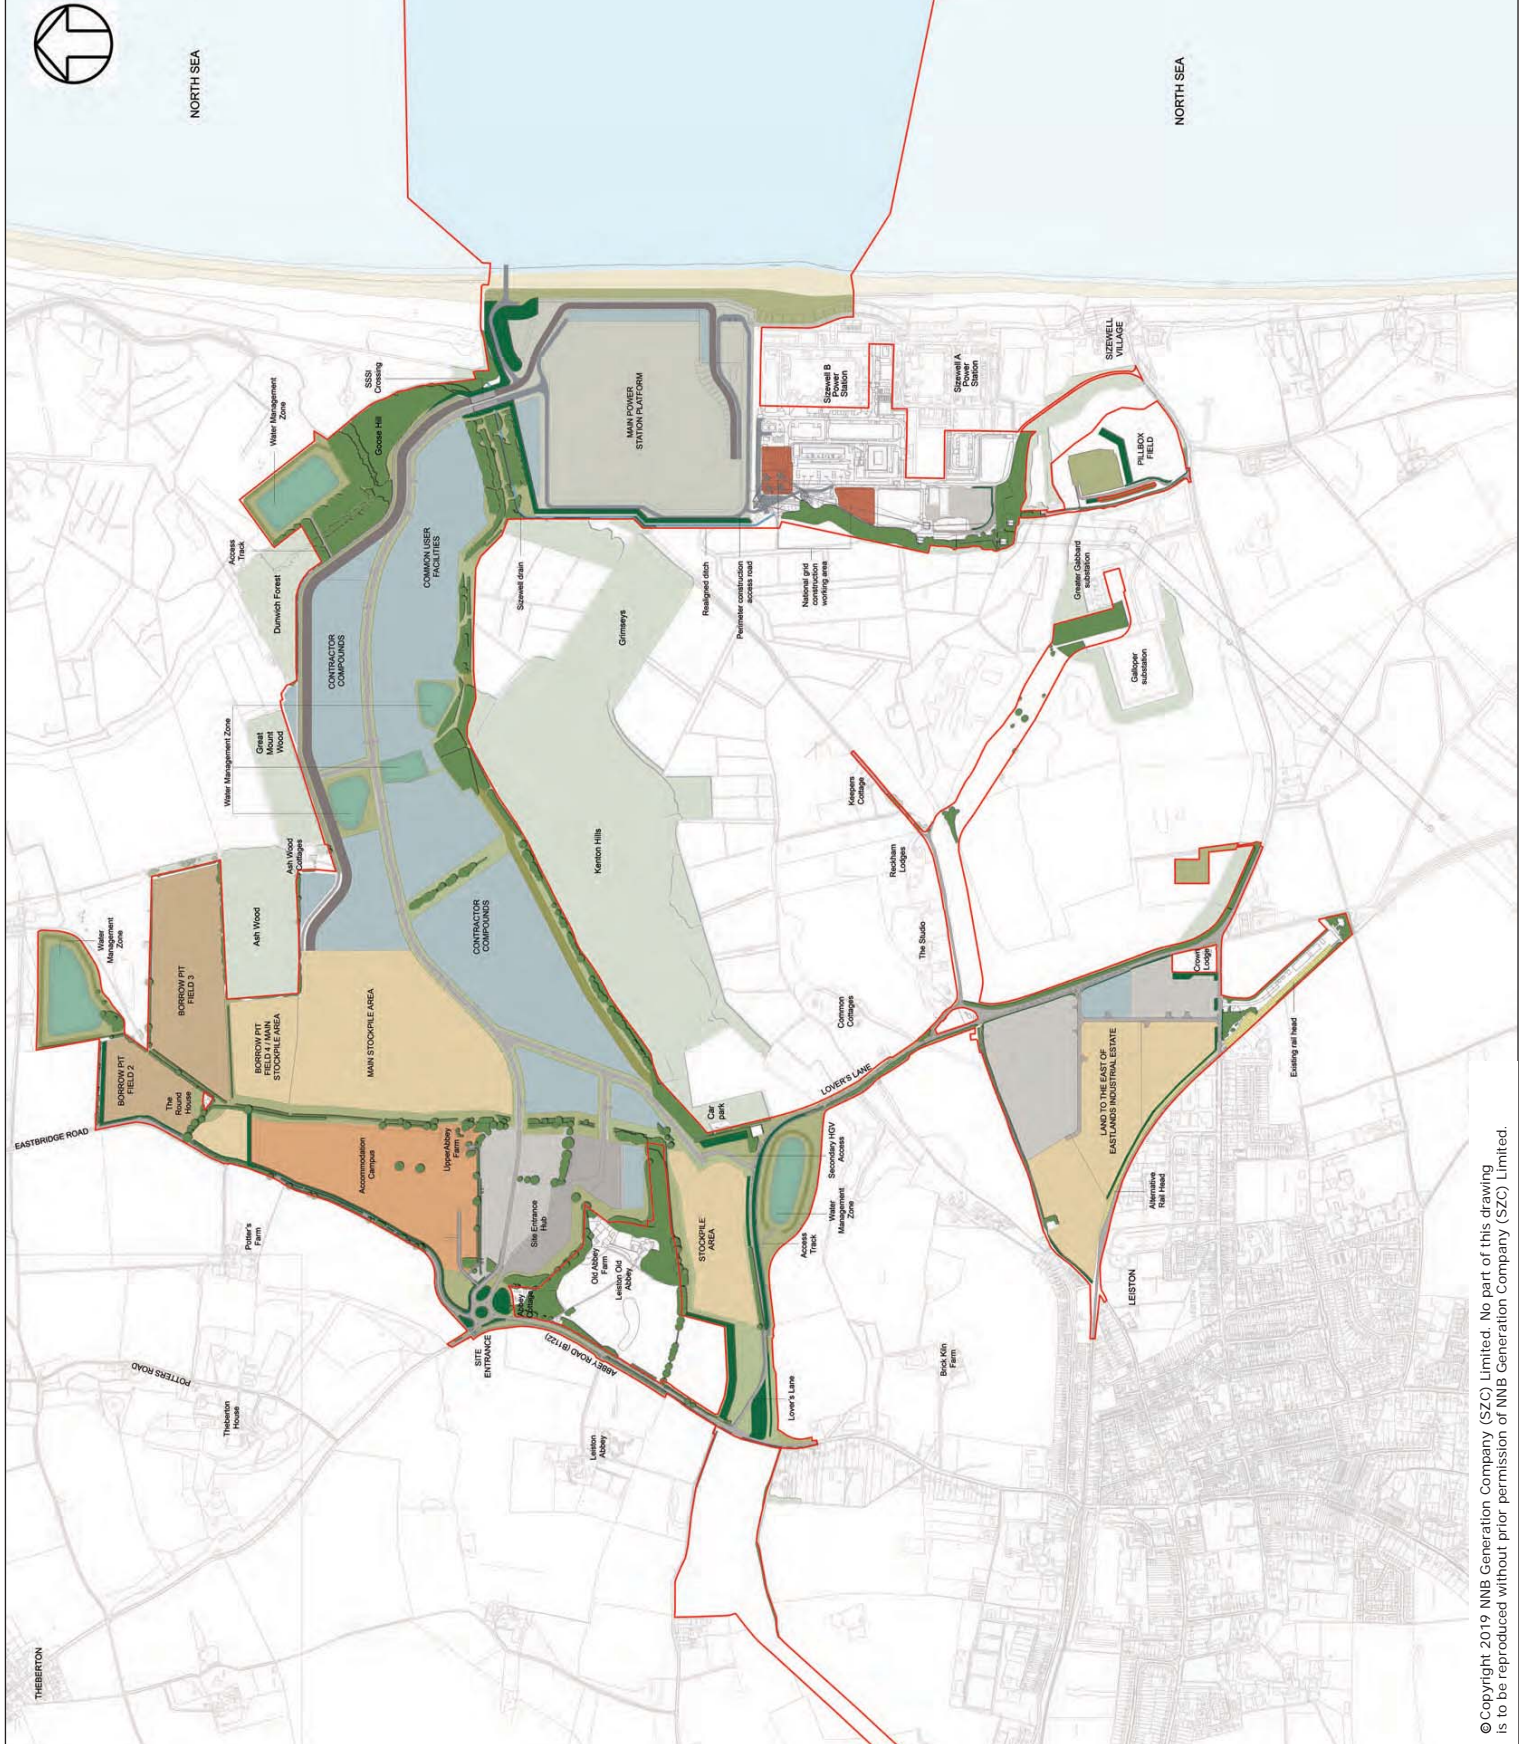 NORTH SEA
NORTH SEA
Water Management
Zone
SSSI
Crossing
Goose Hill
Access
Track
Dunwich Forest
COMMON USER
FACILITIES
CONTRACTOR
COMPOUNDS
MAIN POWER
STATION PLATFORM
Sizewell B
Power
Station
Sizewell A
Power
Station
SIZEWELL
VILLAGE
PILLBOX
FIELD
Sizewell drain
Realigned ditch
Perimeter construction
access road
National grid
construction
working area
Greater Gabbard
substation
Galloper
substation
Grimseys
Great
Mount
Wood
Water Management Zone
Ash Wood
Cottages
Kenton Hills
Keepers
Cottage
Reckham
Lodges
The Studio
Common
Cottages
Water
Management
Zone
BORROW PIT
FIELD 3
Ash Wood
CONTRACTOR
COMPOUNDS
BORROW PIT
FIELD 2
BORROW PIT
FIELD 4 / MAIN
STOCKPILE AREA
MAIN STOCKPILE AREA
The
Round
House
EASTBRIDGE ROAD
Accommodation
Campus
Upper Abbey
Farm
Car
park
LOVER'S LANE
Crown
Lodge
LAND TO THE EAST OF
EASTLANDS INDUSTRIAL ESTATE
Existing rail head
Alternative
Rail Head
Potter's
Farm
Site Entrance
Hub
Old Abbey
Farm
Leiston Old
Abbey
STOCKPILE
AREA
Secondary HGV
Access
Water
Management
Zone
Access
Track
LEISTON
Abbey
Cottage
SITE
ENTRANCE
ABBEY ROAD (B1122)
POTTERS ROAD
Theberton
House
Leiston
Abbey
Lover's Lane
Brick Kiln
Farm
THEBERTON
©Copyright 2019 NNB Generation Company (SZC) Limited. No part of this drawing
is to be reproduced without prior permission of NNB Generation Company (SZC) Limited.